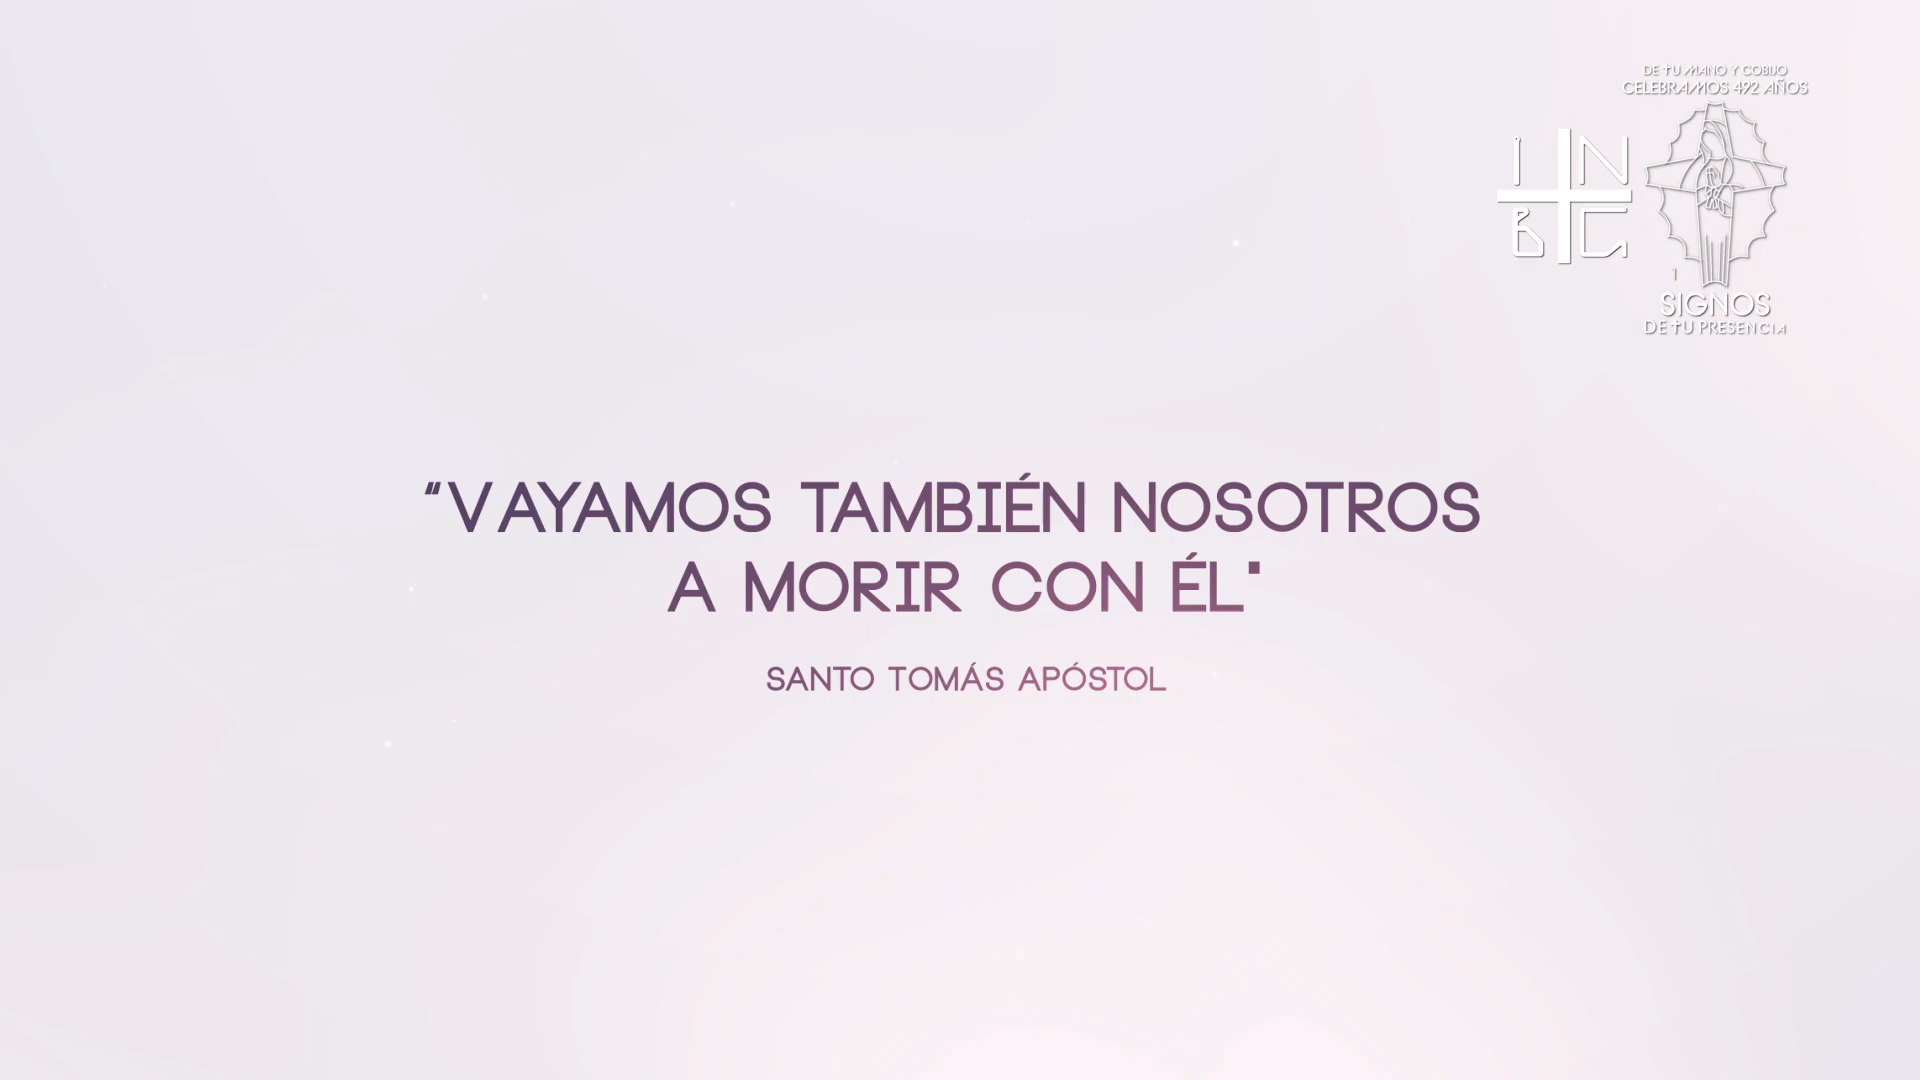 DE TU MANO Y COBIJO
CELEBRAMOS 492 AÑOS
I N
B G
1
SIGNOS
DE TU PRESENCIA
“VAYAMOS TAMBIÉN NOSOTROS
A MORIR CON ÉL"
SANTO TOMÁS APÓSTOL